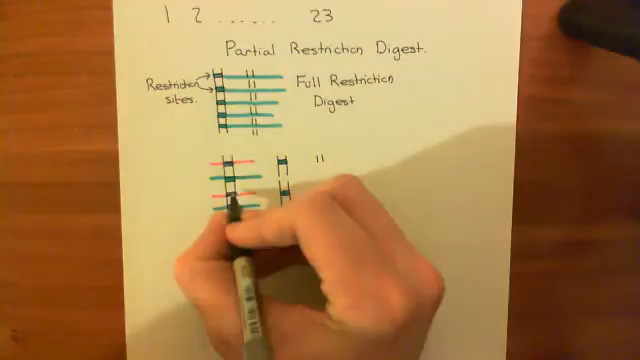 1 2 ....... 23
Partial Restriction Digest.
Restriction sites.
Full Restriction
Digest